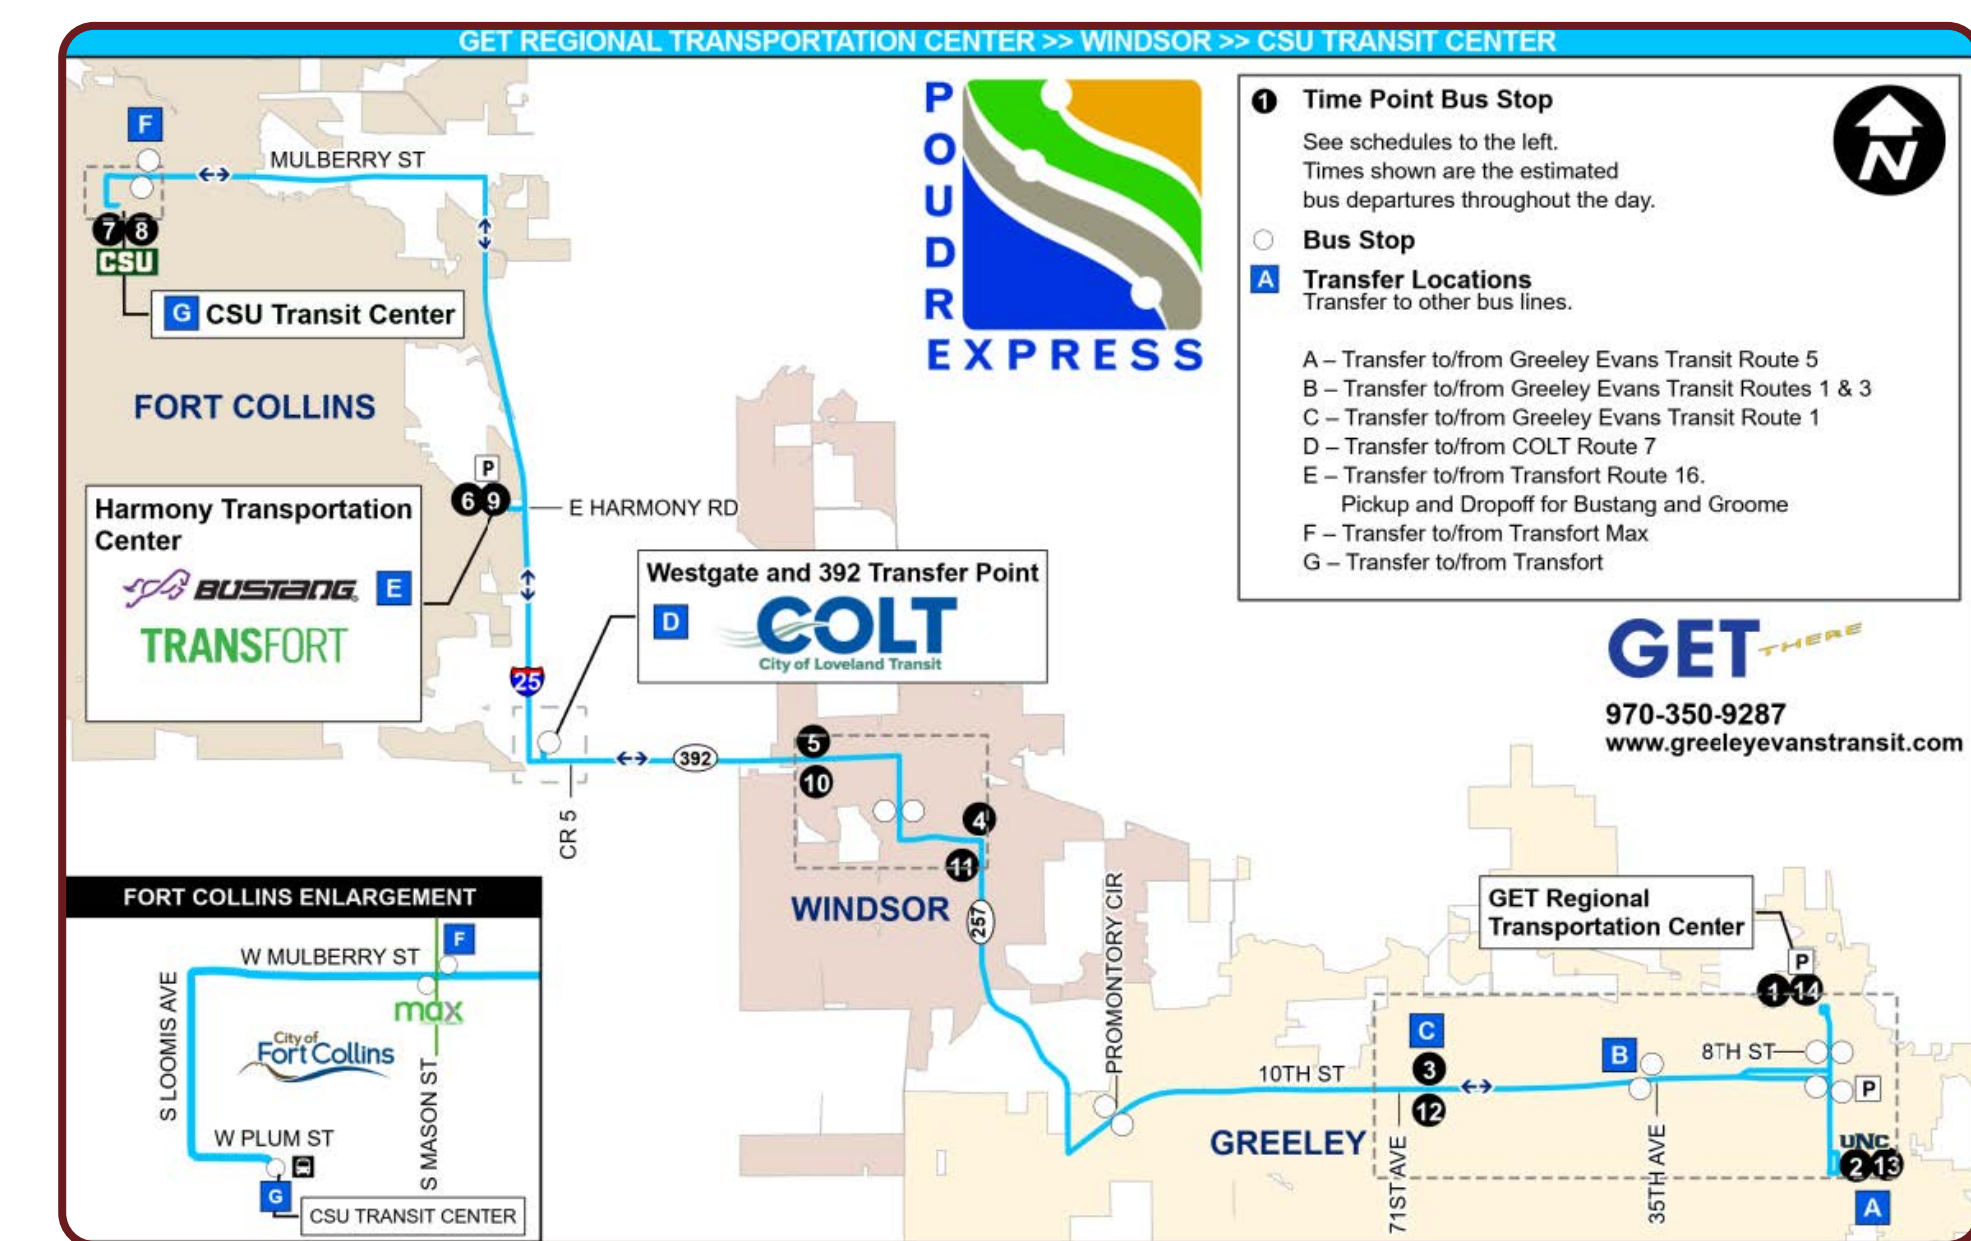 GET REGIONAL TRANSPORTATION CENTER >> WINDSOR >> CSU TRANSIT CENTER
F
MULBERRY ST
7 8
CSU
G CSU Transit Center
FORT COLLINS
P
6 9
E HARMONY RD
Harmony Transportation
Center
BUSTANG
E
TRANSFORT
POUDRE
EXPRESS
1 Time Point Bus Stop
See schedules to the left.
Times shown are the estimated
bus departures throughout the day.
N
Bus Stop
A Transfer Locations
Transfer to other bus lines.
A – Transfer to/from Greeley Evans Transit Route 5
B – Transfer to/from Greeley Evans Transit Routes 1 & 3
C – Transfer to/from Greeley Evans Transit Route 1
D – Transfer to/from COLT Route 7
E – Transfer to/from Transfort Route 16.
Pickup and Dropoff for Bustang and Groome
F – Transfer to/from Transfort Max
G – Transfer to/from Transfort
Westgate and 392 Transfer Point
D
COLT
City of Loveland Transit
GET THERE
970-350-9287
www.greeleyevanstransit.com
25
392
CR 5
5
10
4
11
WINDSOR
257
PROMONTORY CIR
GET Regional
Transportation Center
P
1 14
C
3
12
B
8TH ST
10TH ST
P
GREELEY
71ST AVE
35TH AVE
UNC
2 13
A
FORT COLLINS ENLARGEMENT
F
W MULBERRY ST
max
S LOOMIS AVE
City of
Fort Collins
S MASON ST
W PLUM ST
G
CSU TRANSIT CENTER